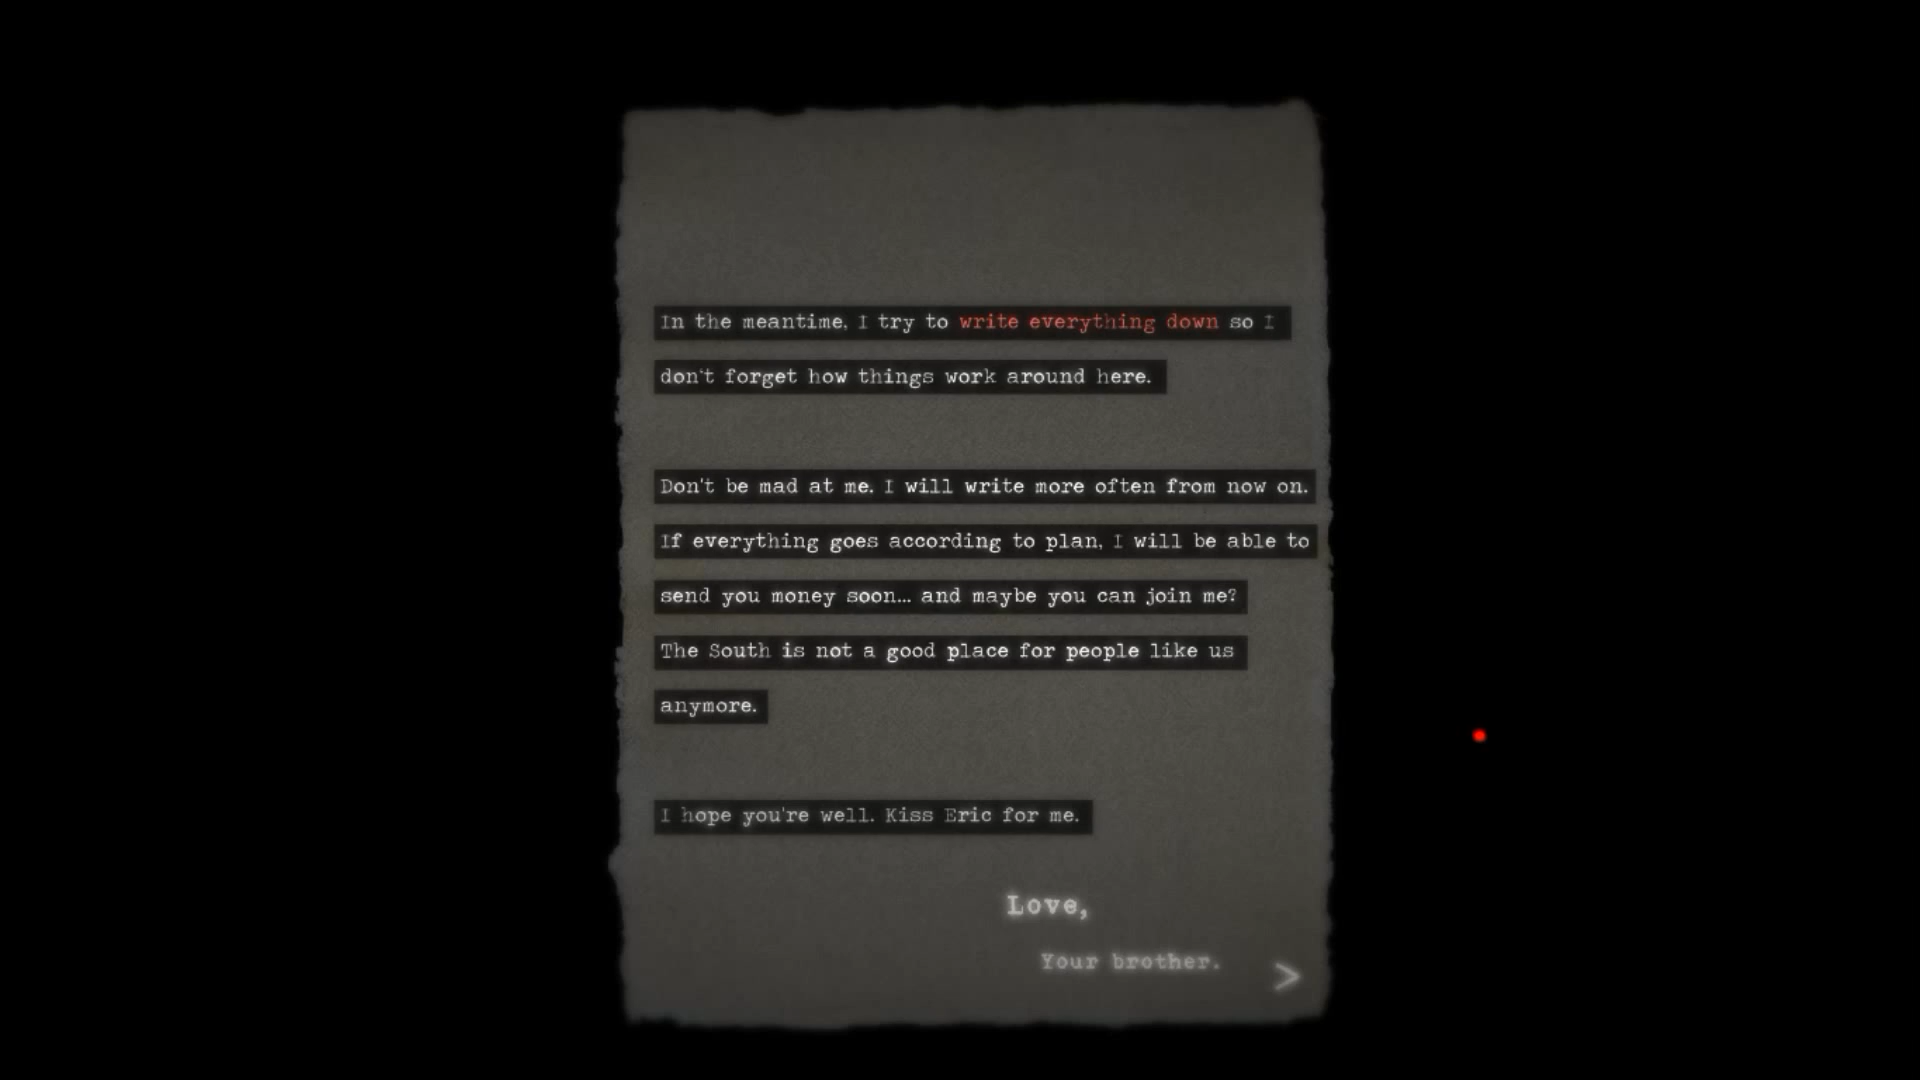 In the meantime, I try to write everything down so I
don't forget how things work around here.
Don't be mad at me. I will write more often from now on.
If everything goes according to plan, I will be able to
send you money soon... and maybe you can join me?
The South is not a good place for people like us
anymore.
I hope you're well. Kiss Eric for me.
Love,
Your brother.
>